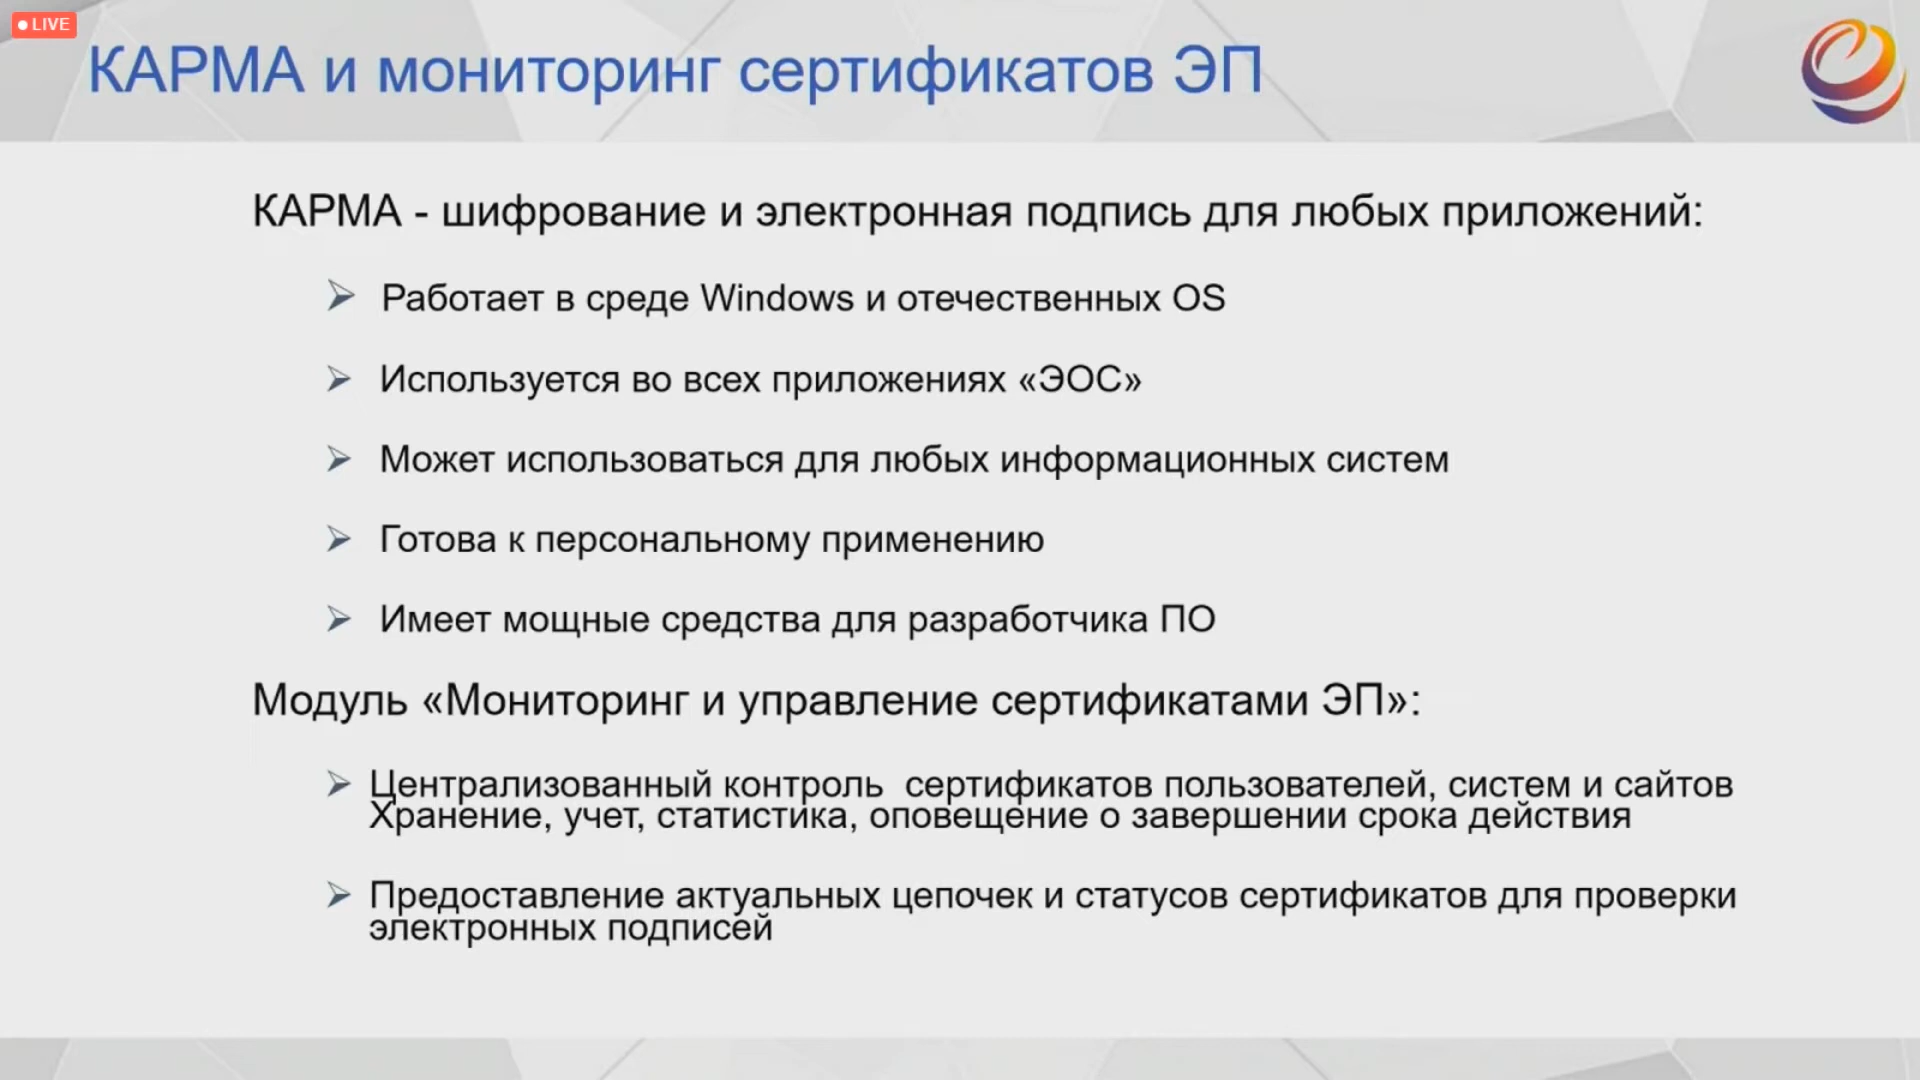 LIVE
КАРМА и мониторинг сертификатов ЭП
КАРМА - шифрование и электронная подпись для любых приложений:
Работает в среде Windows и отечественных OS
Используется во всех приложениях «ЭОС»
Может использоваться для любых информационных систем
Готова к персональному применению
Имеет мощные средства для разработчика ПО
Модуль «Мониторинг и управление сертификатами ЭП»:
Централизованный контроль сертификатов пользователей, систем и сайтов
Хранение, учет, статистика, оповещение о завершении срока действия
Предоставление актуальных цепочек и статусов сертификатов для проверки
электронных подписей